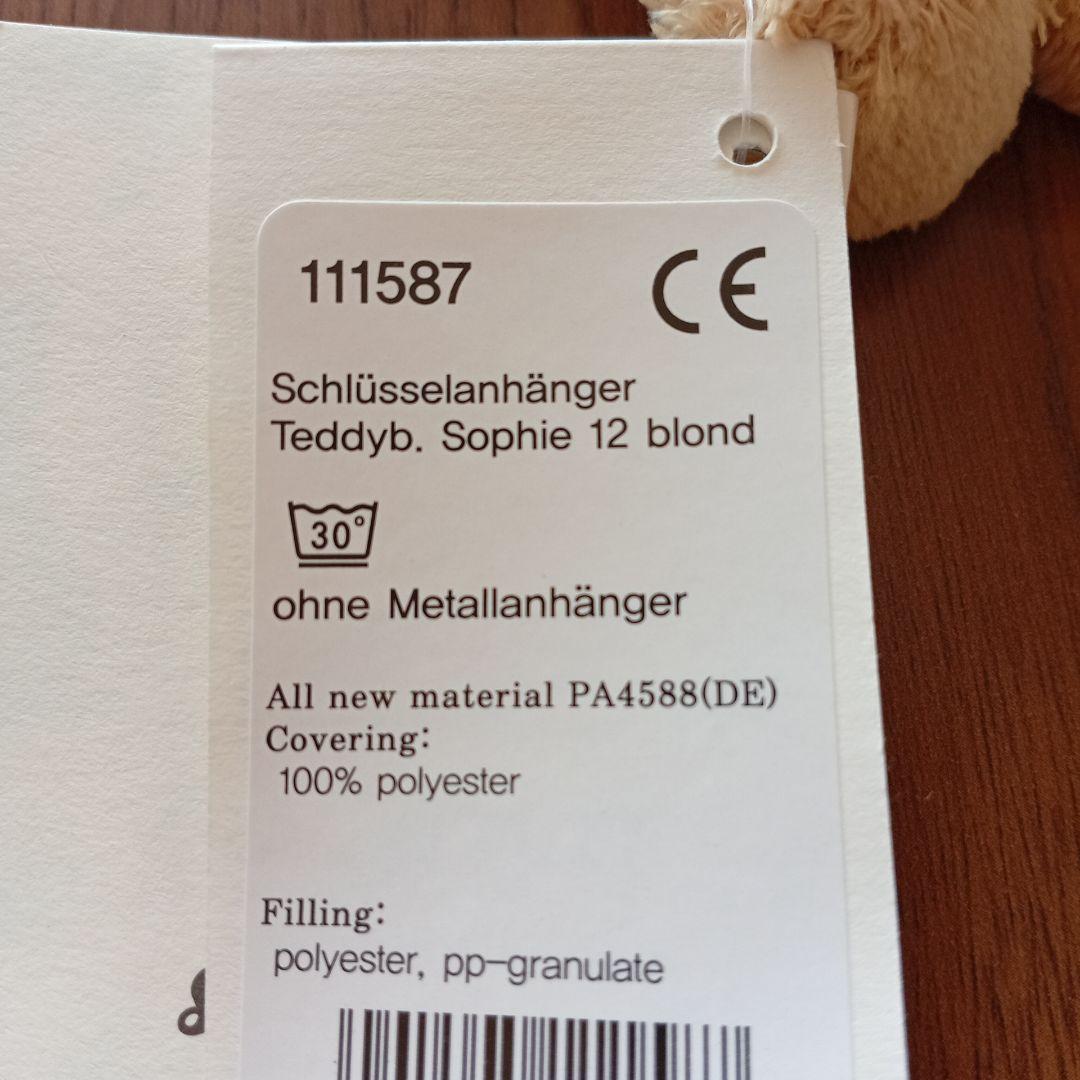 111587 CE
Schlüsselanhänger
Teddyb. Sophie 12 blond
30°
ohne Metallanhänger
All new material PA4588(DE)
Covering:
100% polyester
Filling:
polyester, pp-granulate